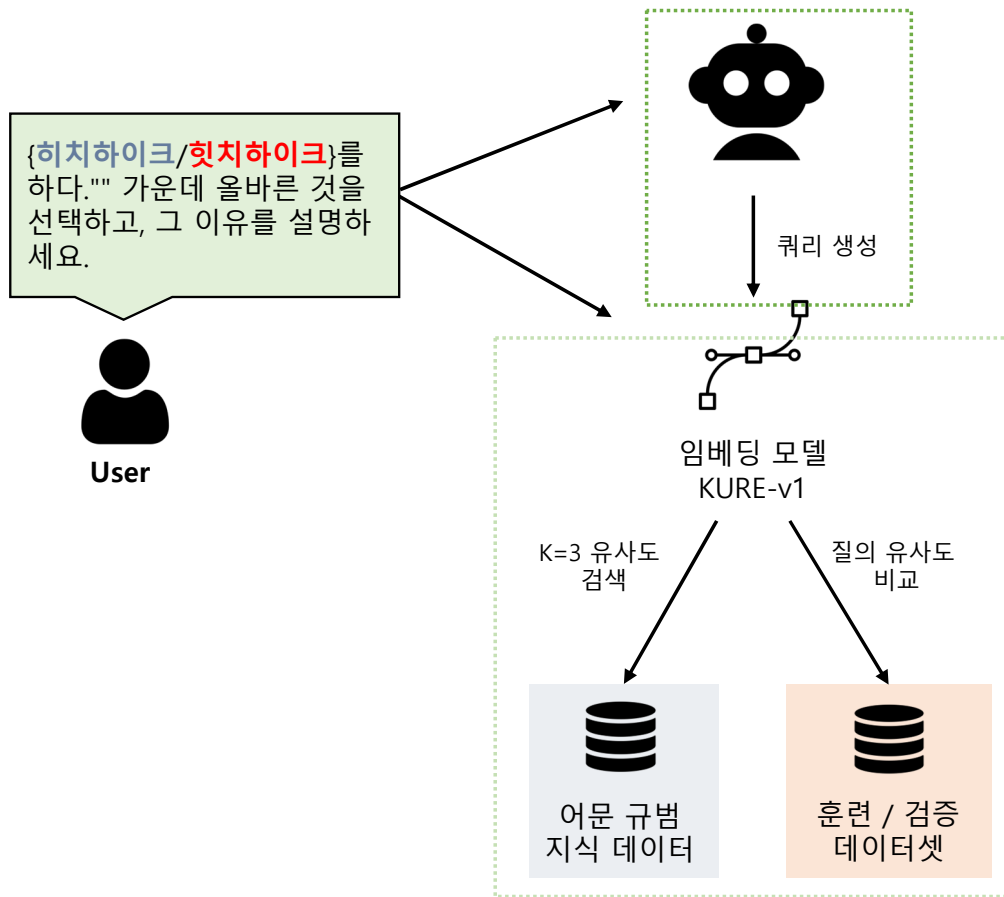 {히치하이크/힛치하이크}를
하다."" 가운데 올바른 것을
선택하고, 그 이유를 설명하
세요.
User
쿼리 생성
임베딩 모델
KURE-v1
K=3 유사도
검색
질의 유사도
비교
어문 규범
지식 데이터
훈련 / 검증
데이터셋